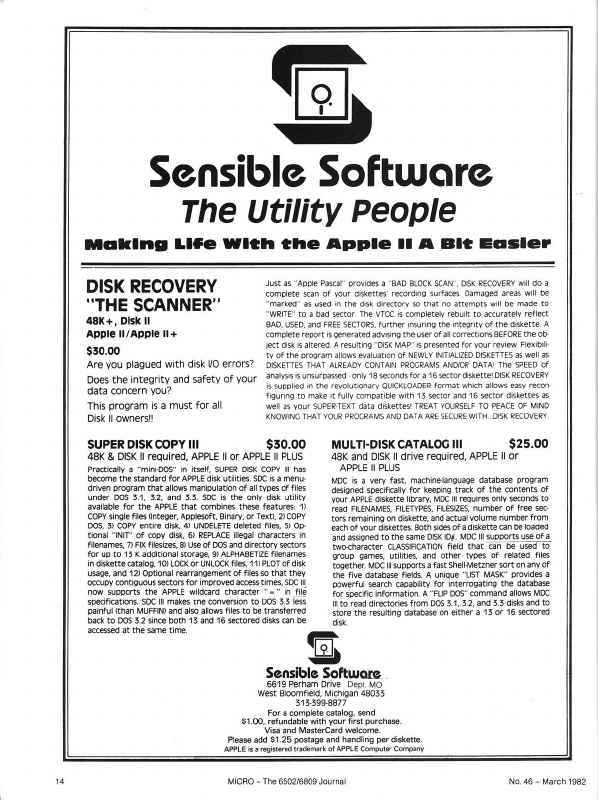 Sensible Software
The Utility People
Making Life With the Apple II A Bit Easier
DISK RECOVERY
"THE SCANNER"
48K+, Disk II
Apple II/Apple II+
$30.00
Are you plagued with disk I/O errors?
Does the integrity and safety of your
data concern you?
This program is a must for all
Disk II owners!!
Just as "Apple Pascal" provides a "BAD BLOCK SCAN", DISK RECOVERY will do a
complete scan of your diskettes' recording surfaces. Damaged areas will be
"marked" as used in the disk directory so that no attempts will be made to
"WRITE" to a bad sector. The VTOC is completely rebuilt to accurately reflect
BAD, USED, and FREE SECTORS, further insuring the integrity of the diskette. A
complete report is generated advising the user of all corrections BEFORE the ob-
ject disk is altered. A resulting "DISK MAP" is presented for your review. Flexibili-
ty of the program allows evaluation of NEWLY INITIALIZED DISKETTES as well as
DISKETTES THAT ALREADY CONTAIN PROGRAMS AND/OR DATA! The SPEED of
analysis is unsurpassed - only 18 seconds for a 16 sector diskette! DISK RECOVERY
is supplied in the revolutionary QUICKLOADER format which allows easy recon-
figuring to make it fully compatible with 13 sector and 16 sector diskettes as
well as your SUPER-TEXT data diskettes! TREAT YOURSELF TO PEACE OF MIND
KNOWING THAT YOUR PROGRAMS AND DATA ARE SECURE WITH...DISK RECOVERY.
SUPER DISK COPY III $30.00
48K & DISK II required, APPLE II or APPLE II PLUS
Practically a "mini-DOS" in itself, SUPER DISK COPY III has
become the standard for APPLE disk utilities. SDC is a menu-
driven program that allows manipulation of all types of files
under DOS 3.1, 3.2, and 3.3. SDC is the only disk utility
available for the APPLE that combines these features: 1)
COPY single files (Integer, Applesoft, Binary, or Text), 2) COPY
DOS, 3) COPY entire disk, 4) UNDELETE deleted files, 5) Op-
tional "INIT" of copy disk, 6) REPLACE illegal characters in
filenames, 7) FIX filesizes, 8) Use of DOS and directory sectors
for up to 13 K additional storage, 9) ALPHABETIZE filenames
in diskette catalog, 10) LOCK or UNLOCK files, 11) PLOT of disk
usage, and 12) Optional rearrangement of files so that they
occupy contiguous sectors for improved access times, SDC III
now supports the APPLE wildcard character "=" in file
specifications. SDC III makes the conversion to DOS 3.3 less
painful (than MUFFIN) and also allows files to be transferred
back to DOS 3.2 since both 13 and 16 sectored disks can be
accessed at the same time.
MULTI-DISK CATALOG III $25.00
48K and DISK II drive required, APPLE II or
APPLE II PLUS
MDC is a very fast, machine-language database program
designed specifically for keeping track of the contents of
your APPLE diskette library, MDC III requires only seconds to
read FILENAMES, FILETYPES, FILESIZES, number of free sec-
tors remaining on diskette, and actual volume number from
each of your diskettes. Both sides of a diskette can be loaded
and assigned to the same DISK ID#. MDC III supports use of a
two-character CLASSIFICATION field that can be used to
group games, utilities, and other types of related files
together. MDC II supports a fast Shell-Metzner sort on any of
the five database fields. A unique "LIST MASK" provides a
powerful search capability for interrogating the database
for specific information. A "FLIP DOS" command allows MDC
III to read directories from DOS 3.1, 3.2, and 3.3 disks and to
store the resulting database on either a 13 or 16 sectored
disk.
Sensible Software
6619 Perham Drive Dept. MO
West Bloomfield, Michigan 48033
313-399-8877
For a complete catalog, send
$1.00, refundable with your first purchase.
Visa and MasterCard welcome.
Please add $1.25 postage and handling per diskette.
APPLE is a registered trademark of APPLE Computer Company
14 MICRO - The 6502/6809 Journal No. 46 - March 1982